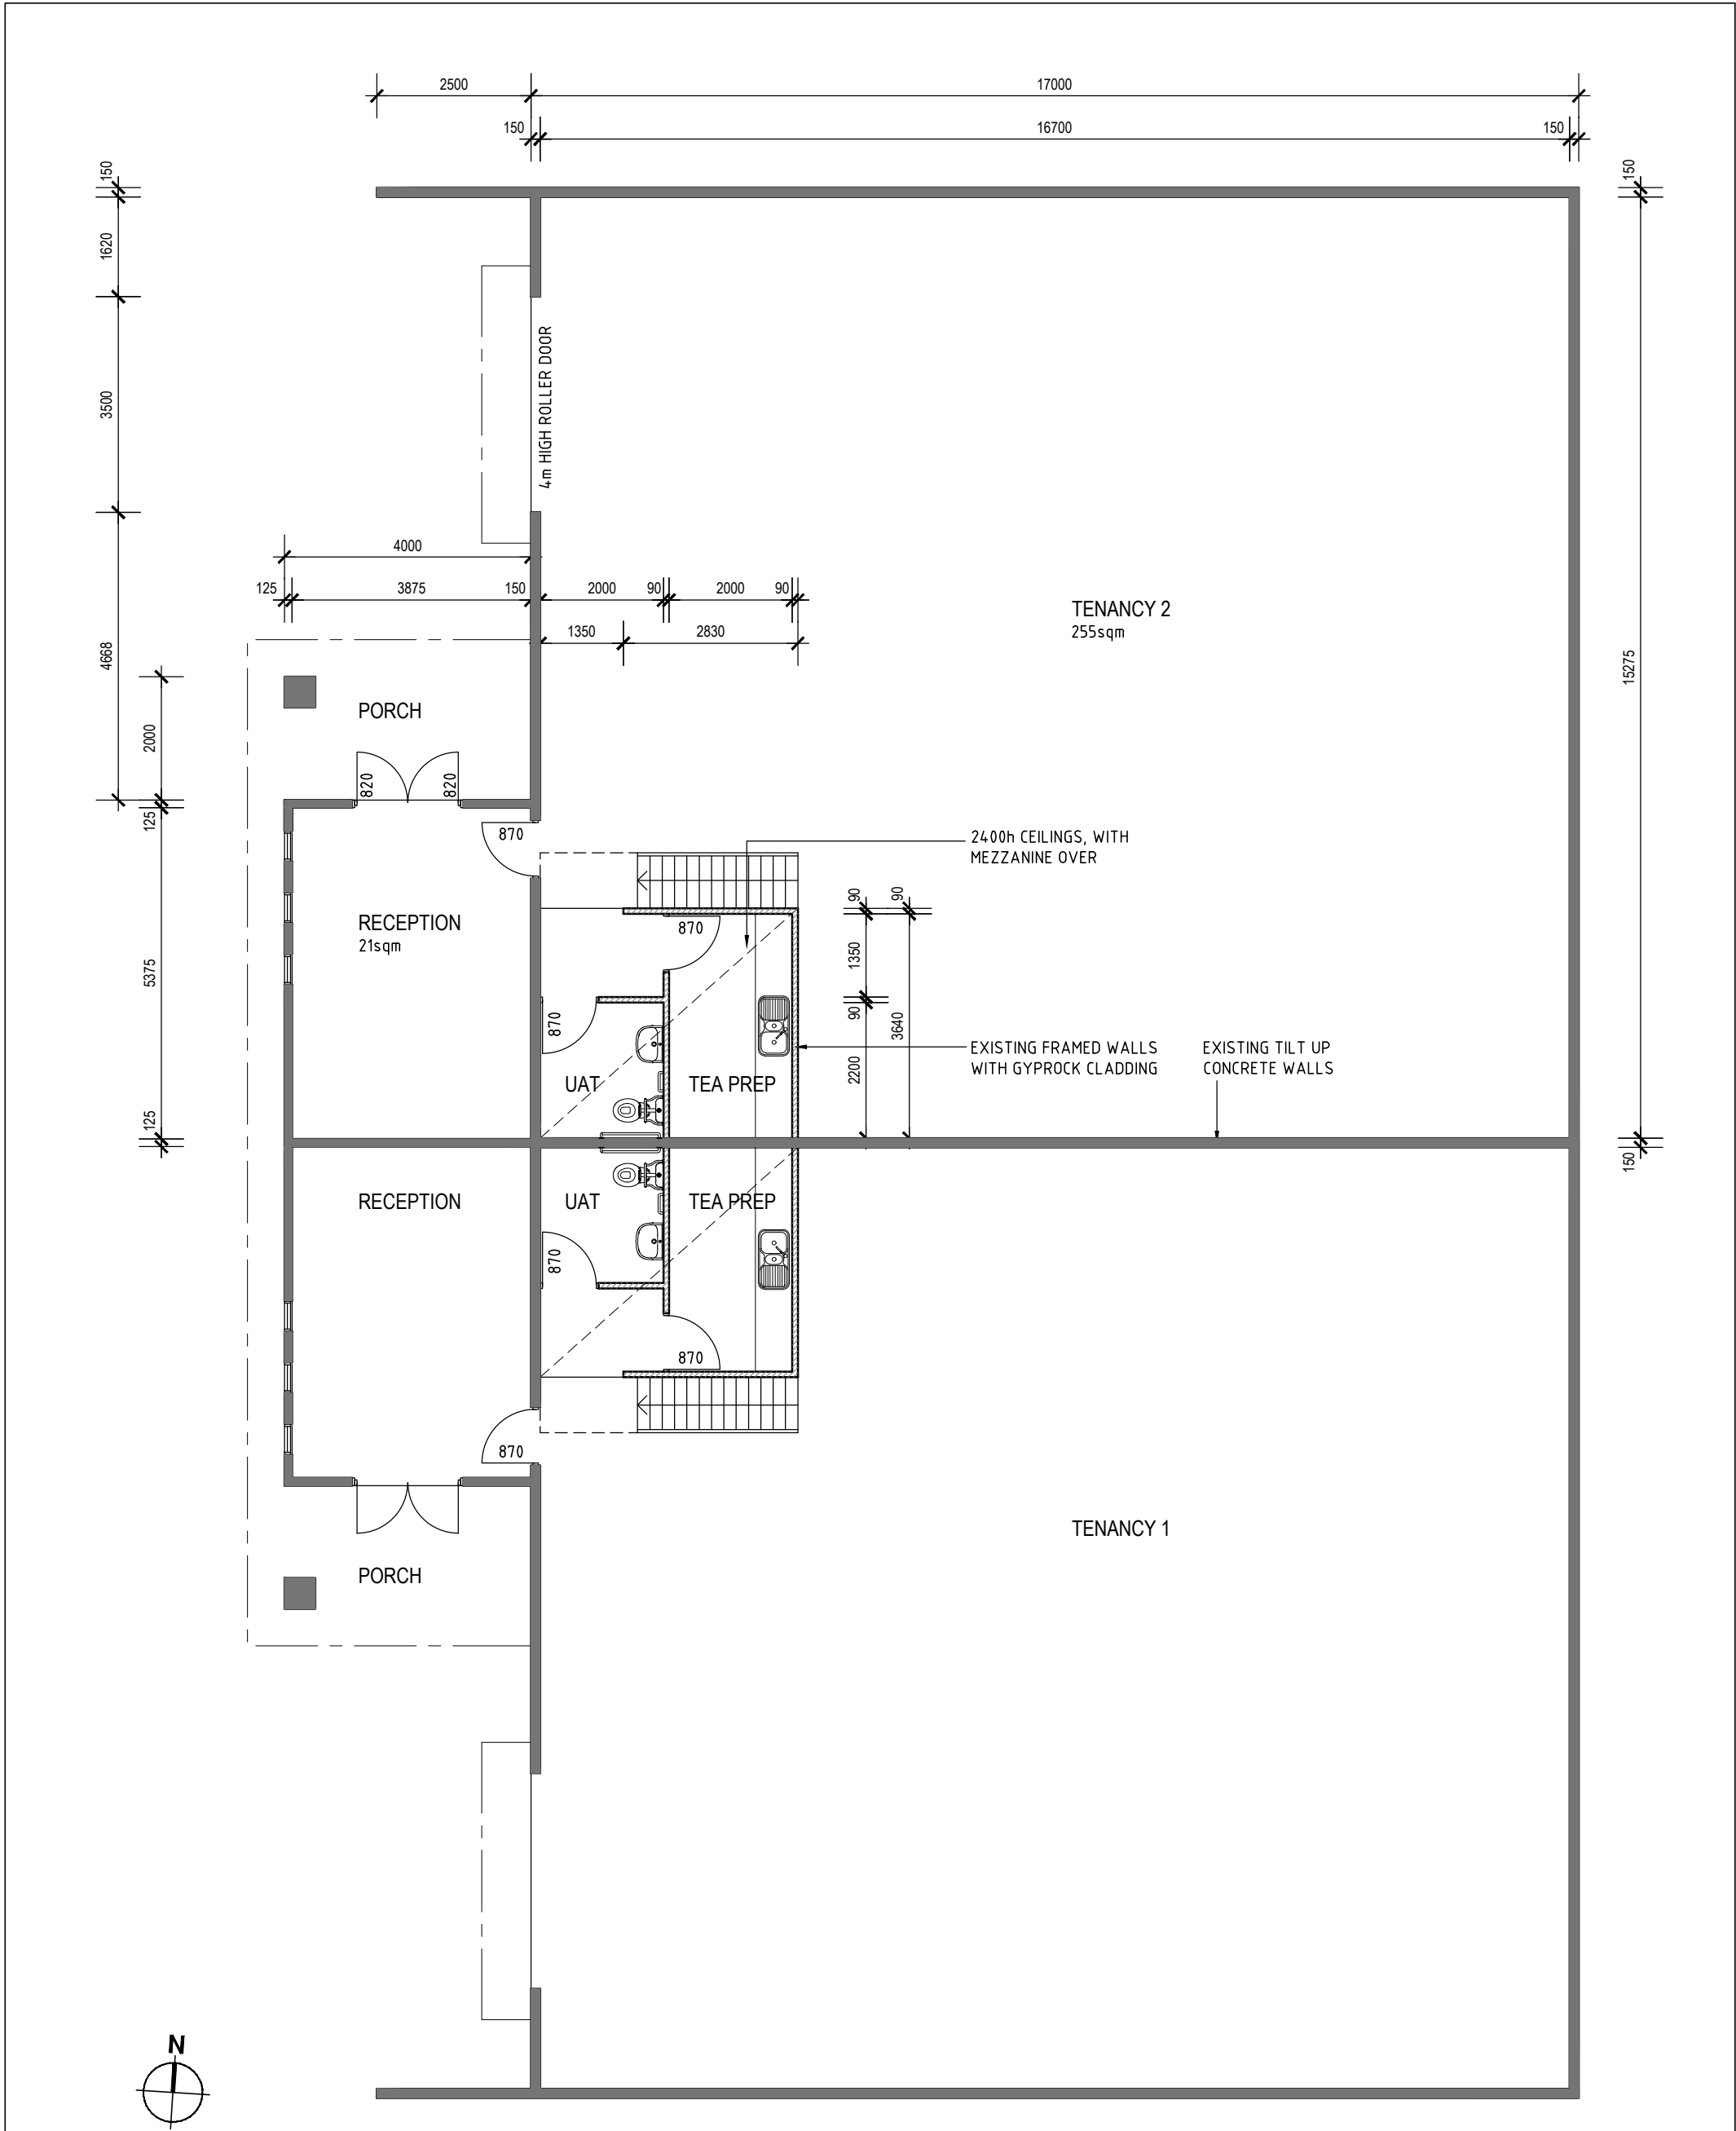 2500
17000
150
16700
150
150
1620
3500
4668
2000
125
5375
125
150
15275
150
4m HIGH ROLLER DOOR
4000
125
3875
150
2000
90
2000
90
1350
2830
TENANCY 2
255sqm
PORCH
820
820
870
2400h CEILINGS, WITH
MEZZANINE OVER
RECEPTION
21sqm
870
90
90
1350
90
3640
2200
870
EXISTING FRAMED WALLS
WITH GYPROCK CLADDING
EXISTING TILT UP
CONCRETE WALLS
UAT
TEA PREP
RECEPTION
UAT
TEA PREP
870
870
870
TENANCY 1
PORCH
N